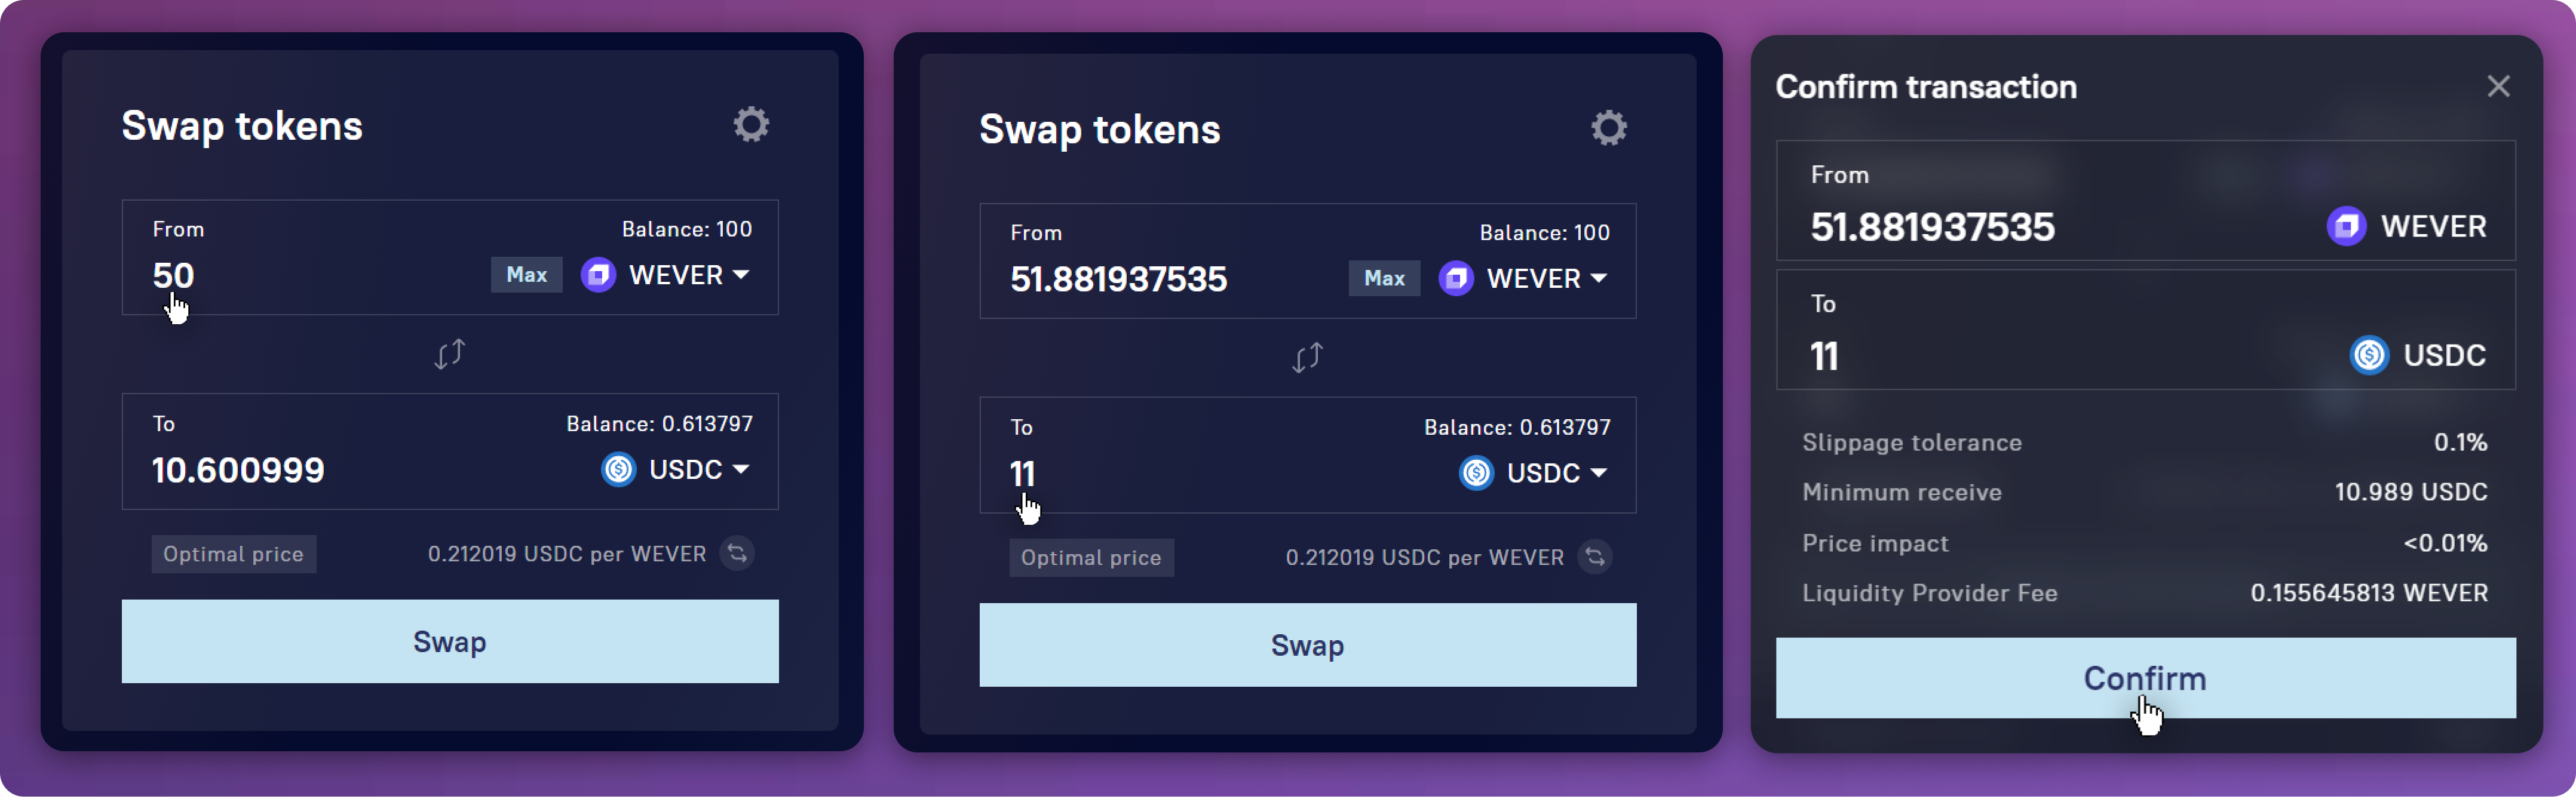 Swap tokens
From Balance: 100
50 Max WEVER
To Balance: 0.613797
10.600999 USDC
Optimal price 0.212019 USDC per WEVER
Swap
Swap tokens
From Balance: 100
51.881937535 Max WEVER
To Balance: 0.613797
11 USDC
Optimal price 0.212019 USDC per WEVER
Swap
Confirm transaction
From
51.881937535 WEVER
To
11 USDC
Slippage tolerance 0.1%
Minimum receive 10.989 USDC
Price impact <0.01%
Liquidity Provider Fee 0.155645813 WEVER
Confirm